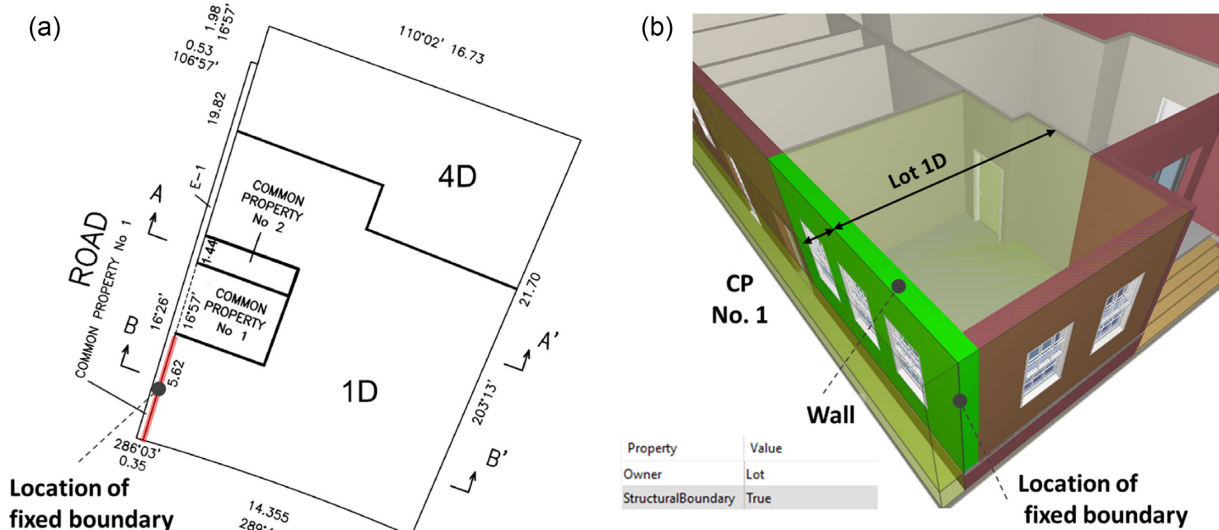 (a)
1.98
16°57'
0.53
106°57'
110°02' 16.73
19.82
E-1
4D
A
COMMON
PROPERTY
No 2
ROAD
COMMON PROPERTY No 1
1.44
16°26'
16°57'
COMMON
PROPERTY
No 1
21.70
A'
B
5.62
1D
203°13'
B'
286°03'
0.35
14.355
Location of
fixed boundary
(b)
Lot 1D
CP
No. 1
Wall
Property Value
Owner Lot
StructuralBoundary True
Location of
fixed boundary